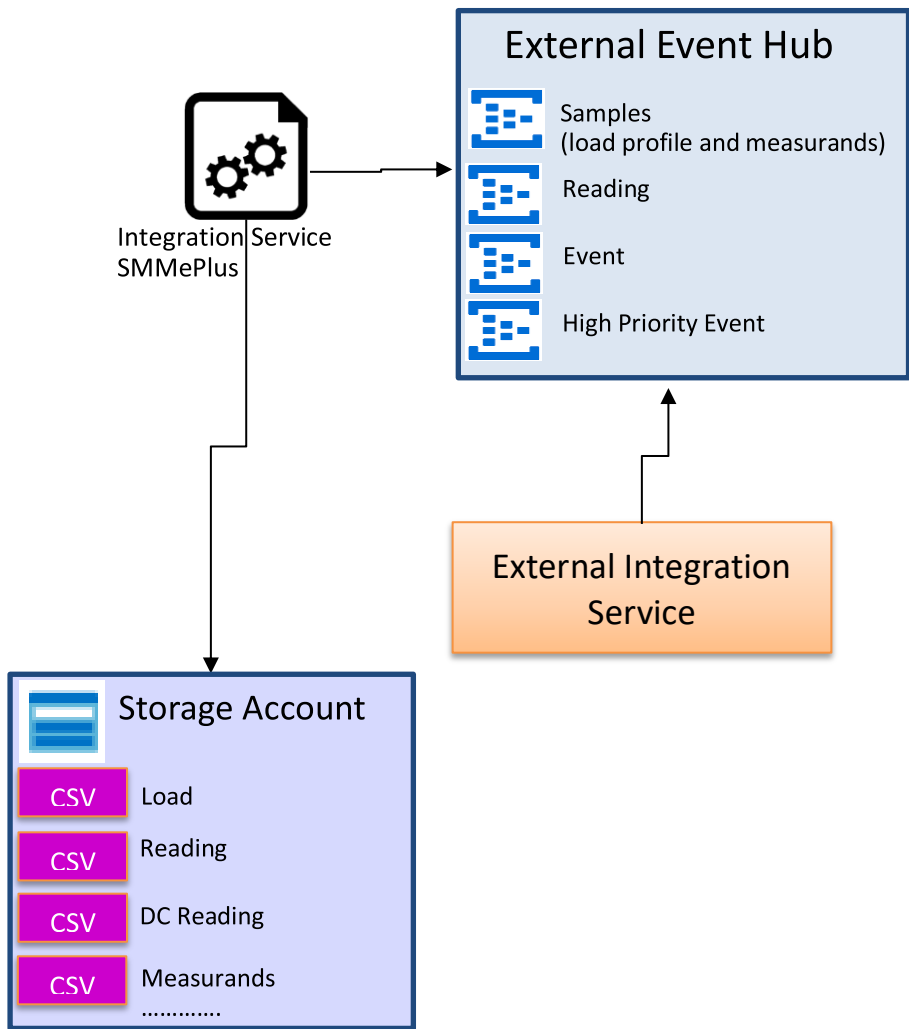 External Event Hub
Samples
(load profile and measurands)
Reading
Event
High Priority Event
Integration Service
SMMePlus
External Integration
Service
Storage Account
CSV
Load
CSV
Reading
CSV
DC Reading
CSV
Measurands
………….